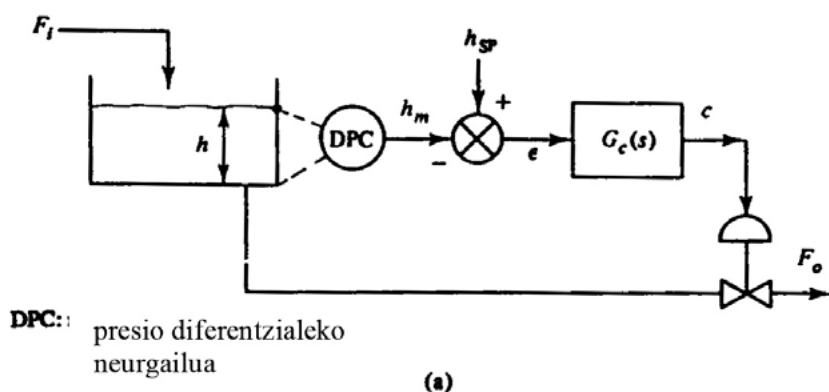 F_i
h_SP
h
DPC
h_m
+
−
ϵ
G_c(s)
c
F_o
DPC: presio diferentzialeko
neurgailua
(a)